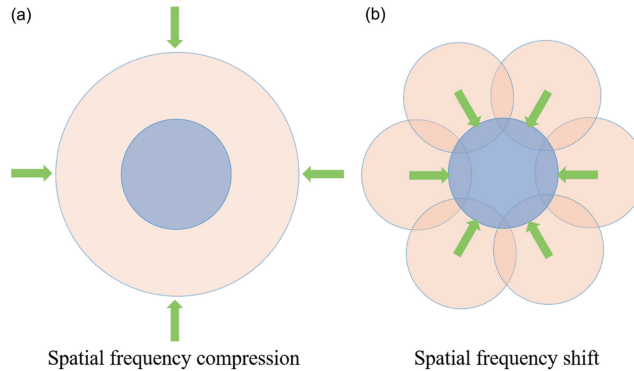 (a)
(b)
Spatial frequency compression
Spatial frequency shift